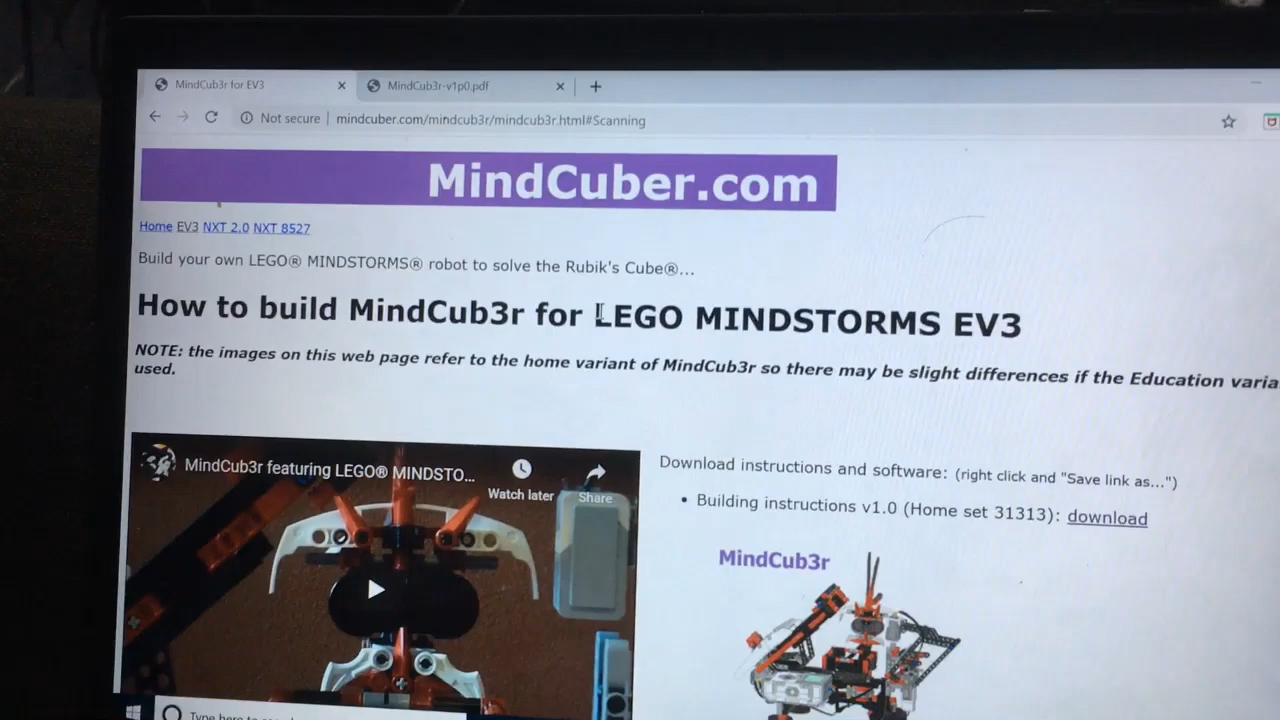 MindCub3r for EV3
MindCub3r-v1p0.pdf
Not secure
mindcuber.com/mindcub3r/mindcub3r.html#Scanning
MindCuber.com
Home EV3 NXT 2.0 NXT 8527
Build your own LEGO® MINDSTORMS® robot to solve the Rubik's Cube®...
How to build MindCub3r for LEGO MINDSTORMS EV3
NOTE: the images on this web page refer to the home variant of MindCub3r so there may be slight differences if the Education varia
used.
MindCub3r featuring LEGO® MINDSTO...
Watch later
Share
Download instructions and software: (right click and "Save link as...")
• Building instructions v1.0 (Home set 31313): download
MindCub3r
Type here to